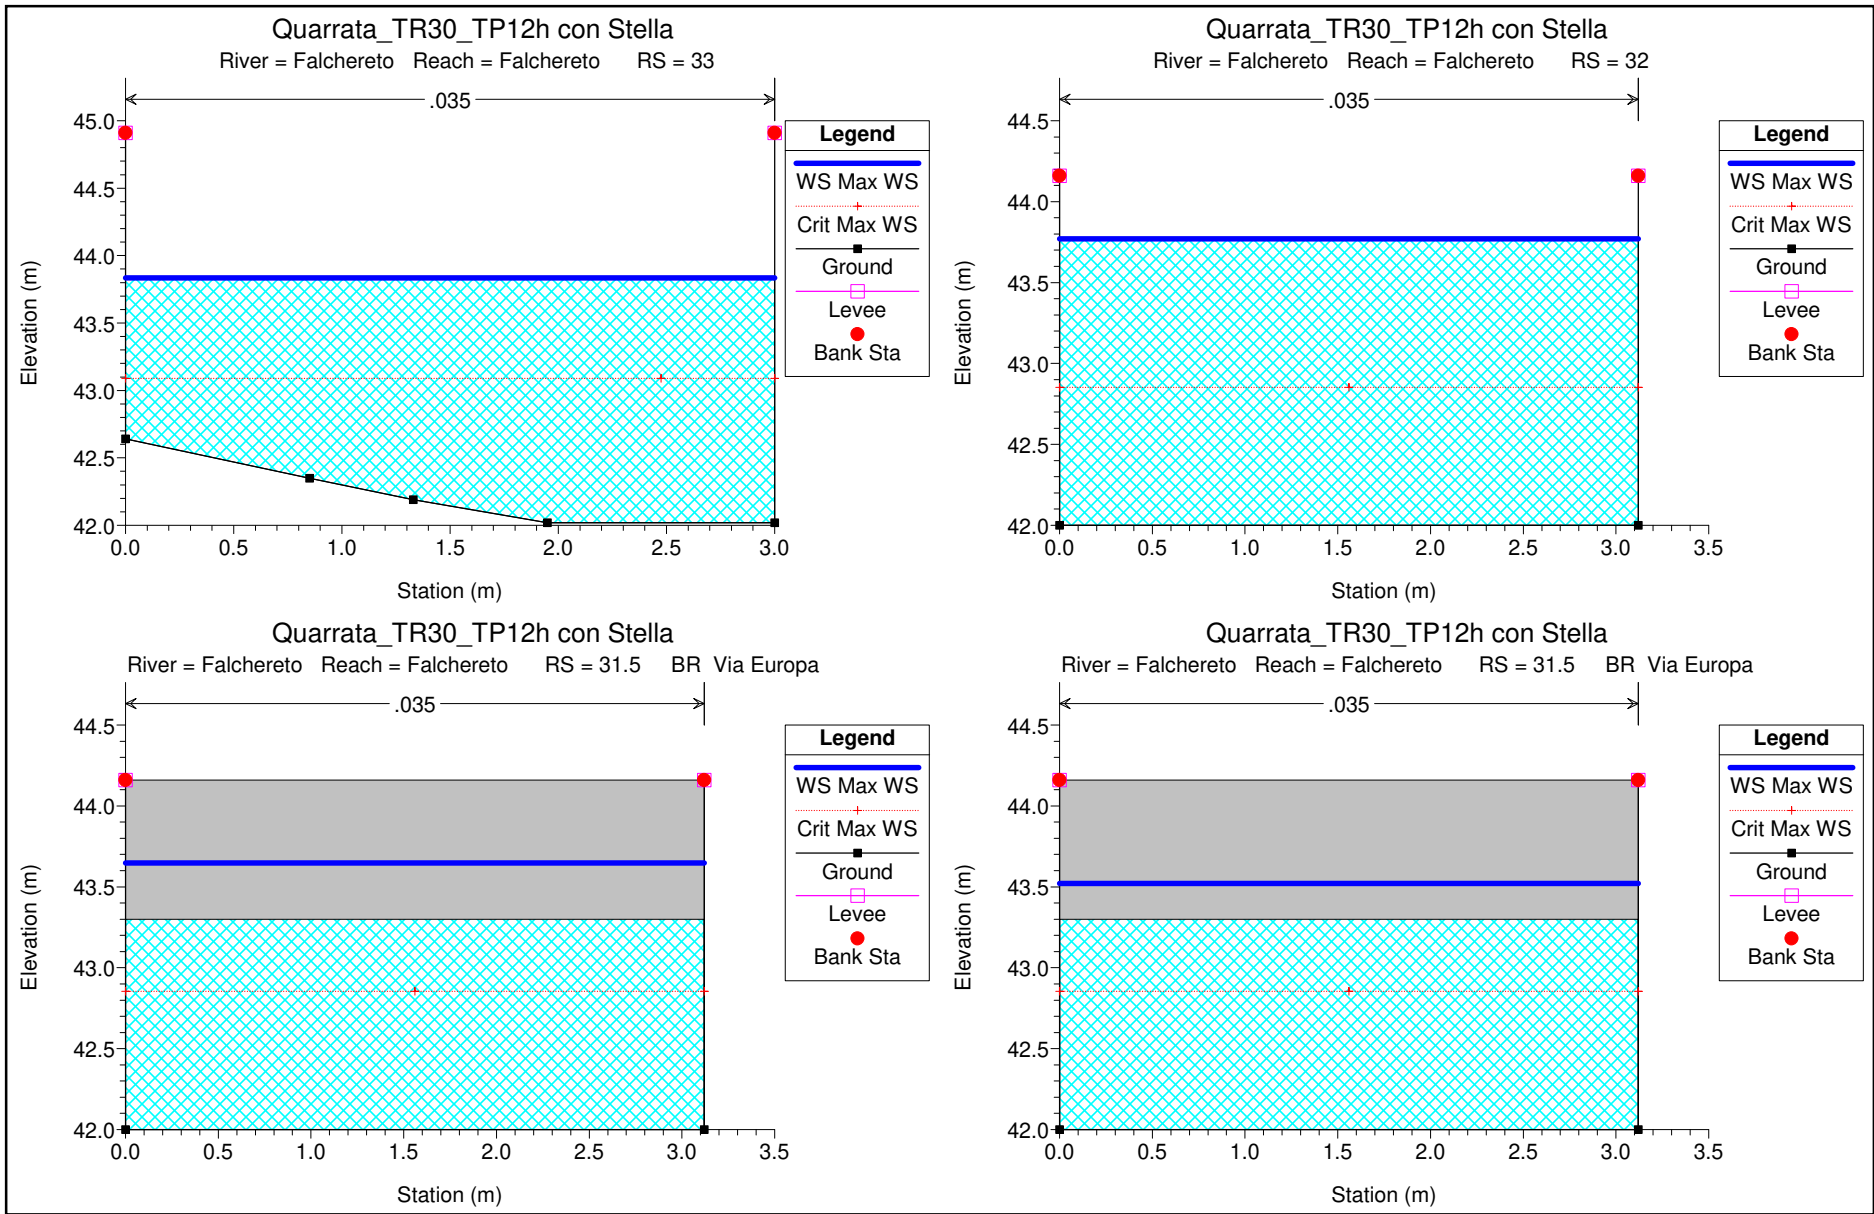 Quarrata_TR30_TP12h con Stella
River = Falchereto Reach = Falchereto RS = 33
.035
45.0
44.5
44.0
43.5
43.0
42.5
42.0
Elevation (m)
0.0 0.5 1.0 1.5 2.0 2.5 3.0
Station (m)
Legend
WS Max WS
Crit Max WS
Ground
Levee
Bank Sta
Quarrata_TR30_TP12h con Stella
River = Falchereto Reach = Falchereto RS = 32
.035
44.5
44.0
43.5
43.0
42.5
42.0
Elevation (m)
0.0 0.5 1.0 1.5 2.0 2.5 3.0 3.5
Station (m)
Legend
WS Max WS
Crit Max WS
Ground
Levee
Bank Sta
Quarrata_TR30_TP12h con Stella
River = Falchereto Reach = Falchereto RS = 31.5 BR Via Europa
.035
44.5
44.0
43.5
43.0
42.5
42.0
Elevation (m)
0.0 0.5 1.0 1.5 2.0 2.5 3.0 3.5
Station (m)
Legend
WS Max WS
Crit Max WS
Ground
Levee
Bank Sta
Quarrata_TR30_TP12h con Stella
River = Falchereto Reach = Falchereto RS = 31.5 BR Via Europa
.035
44.5
44.0
43.5
43.0
42.5
42.0
Elevation (m)
0.0 0.5 1.0 1.5 2.0 2.5 3.0 3.5
Station (m)
Legend
WS Max WS
Crit Max WS
Ground
Levee
Bank Sta